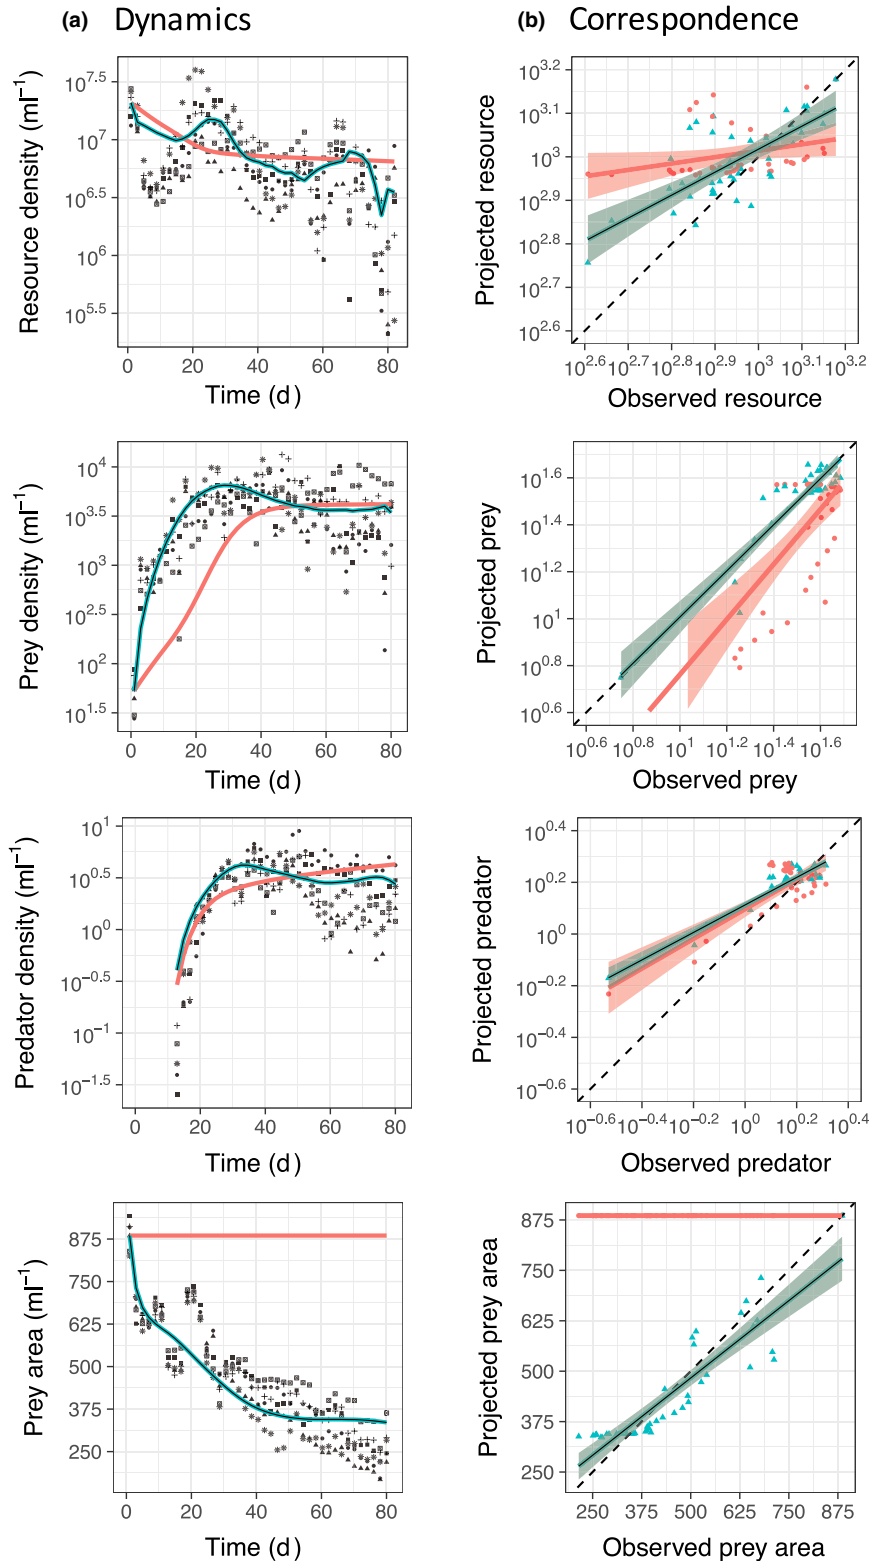 (a) Dynamics
(b) Correspondence
Resource density (ml⁻¹)
10^7.5
10^7
10^6.5
10^6
10^5.5
0 20 40 60 80
Time (d)
Projected resource
10^3.2
10^3.1
10^3
10^2.9
10^2.8
10^2.7
10^2.6
10^2.6 10^2.7 10^2.8 10^2.9 10^3 10^3.1 10^3.2
Observed resource
Prey density (ml⁻¹)
10^4
10^3.5
10^3
10^2.5
10^2
10^1.5
0 20 40 60 80
Time (d)
Projected prey
10^1.6
10^1.4
10^1.2
10^1
10^0.8
10^0.6
10^0.6 10^0.8 10^1 10^1.2 10^1.4 10^1.6
Observed prey
Predator density (ml⁻¹)
10^1
10^0.5
10^0
10^−0.5
10^−1
10^−1.5
0 20 40 60 80
Time (d)
Projected predator
10^0.4
10^0.2
10^0
10^−0.2
10^−0.4
10^−0.6
10^−0.6 10^−0.4 10^−0.2 10^0 10^0.2 10^0.4
Observed predator
Prey area (ml⁻¹)
875
750
625
500
375
250
0 20 40 60 80
Time (d)
Projected prey area
875
750
625
500
375
250
250 375 500 625 750 875
Observed prey area